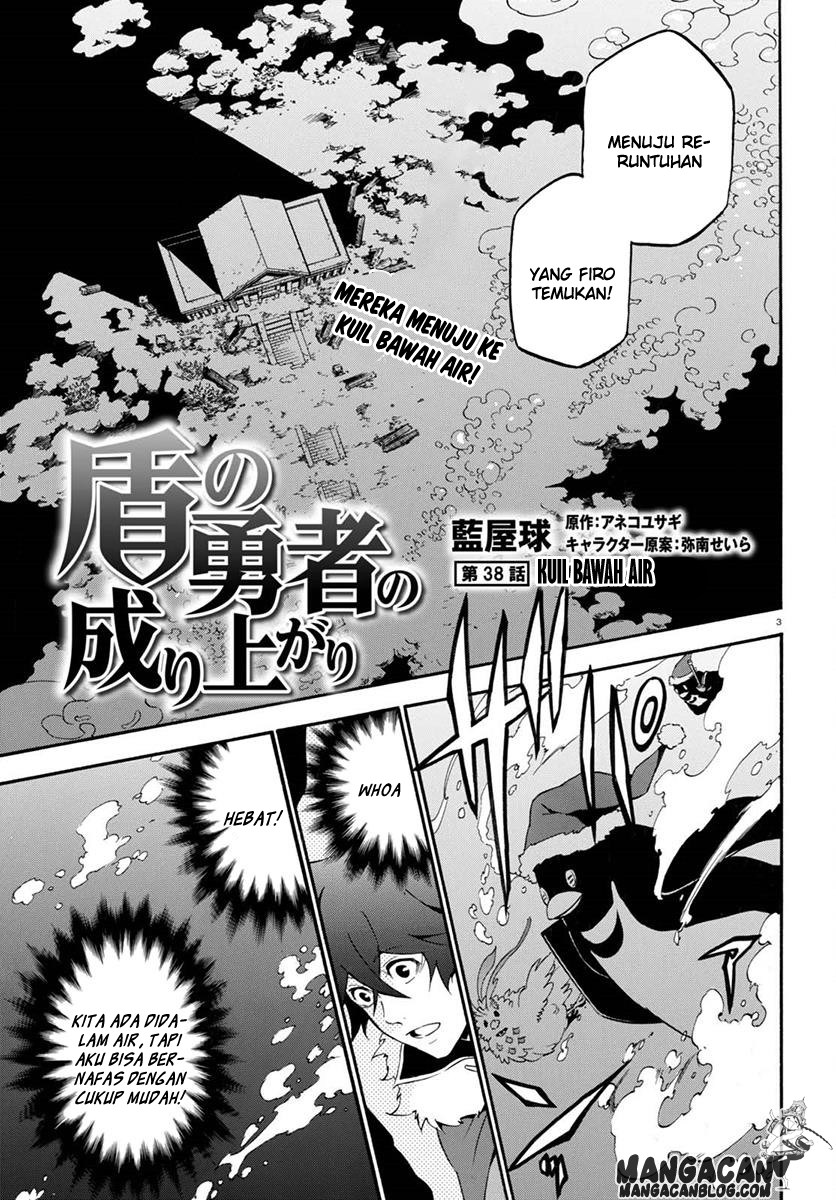 MENUJU RE-
RUNTUHAN
YANG FIRO
TEMUKAN!
MEREKA MENUJU KE
KUIL BAWAH AIR!
盾の勇者の
成り上がり
藍屋球
原作:アネコユサギ
キャラクター原案:弥南せいら
第38話
KUIL BAWAH AIR
3
ザパッ
WHOA
HEBAT!
KITA ADA DIDA-
LAM AIR, TAPI
AKU BISA BER-
NAFAS DENGAN
CUKUP MUDAH!
MANGACAN
MANGACANBLOG.COM